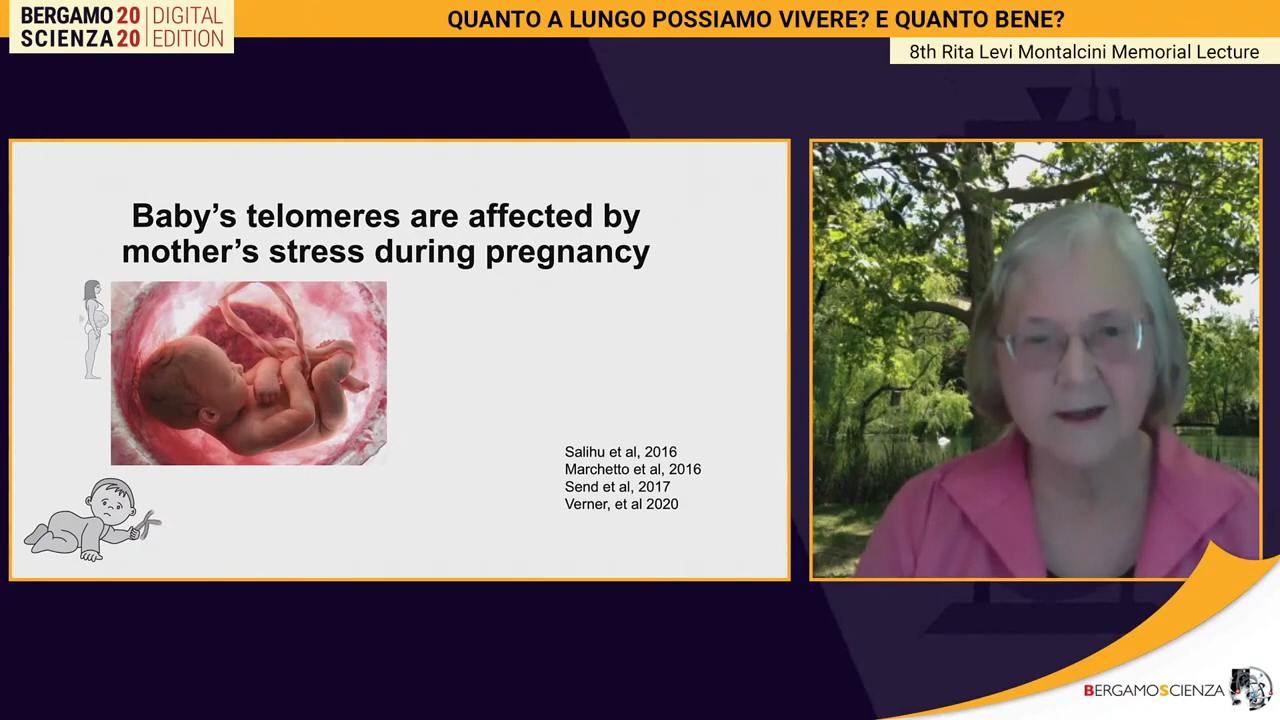 BERGAMO 20 DIGITAL
SCIENZA 20 EDITION
QUANTO A LUNGO POSSIAMO VIVERE? E QUANTO BENE?
8th Rita Levi Montalcini Memorial Lecture
Baby's telomeres are affected by
mother's stress during pregnancy
Salihu et al, 2016
Marchetto et al, 2016
Send et al, 2017
Verner, et al 2020
BERGAMOSCIENZA